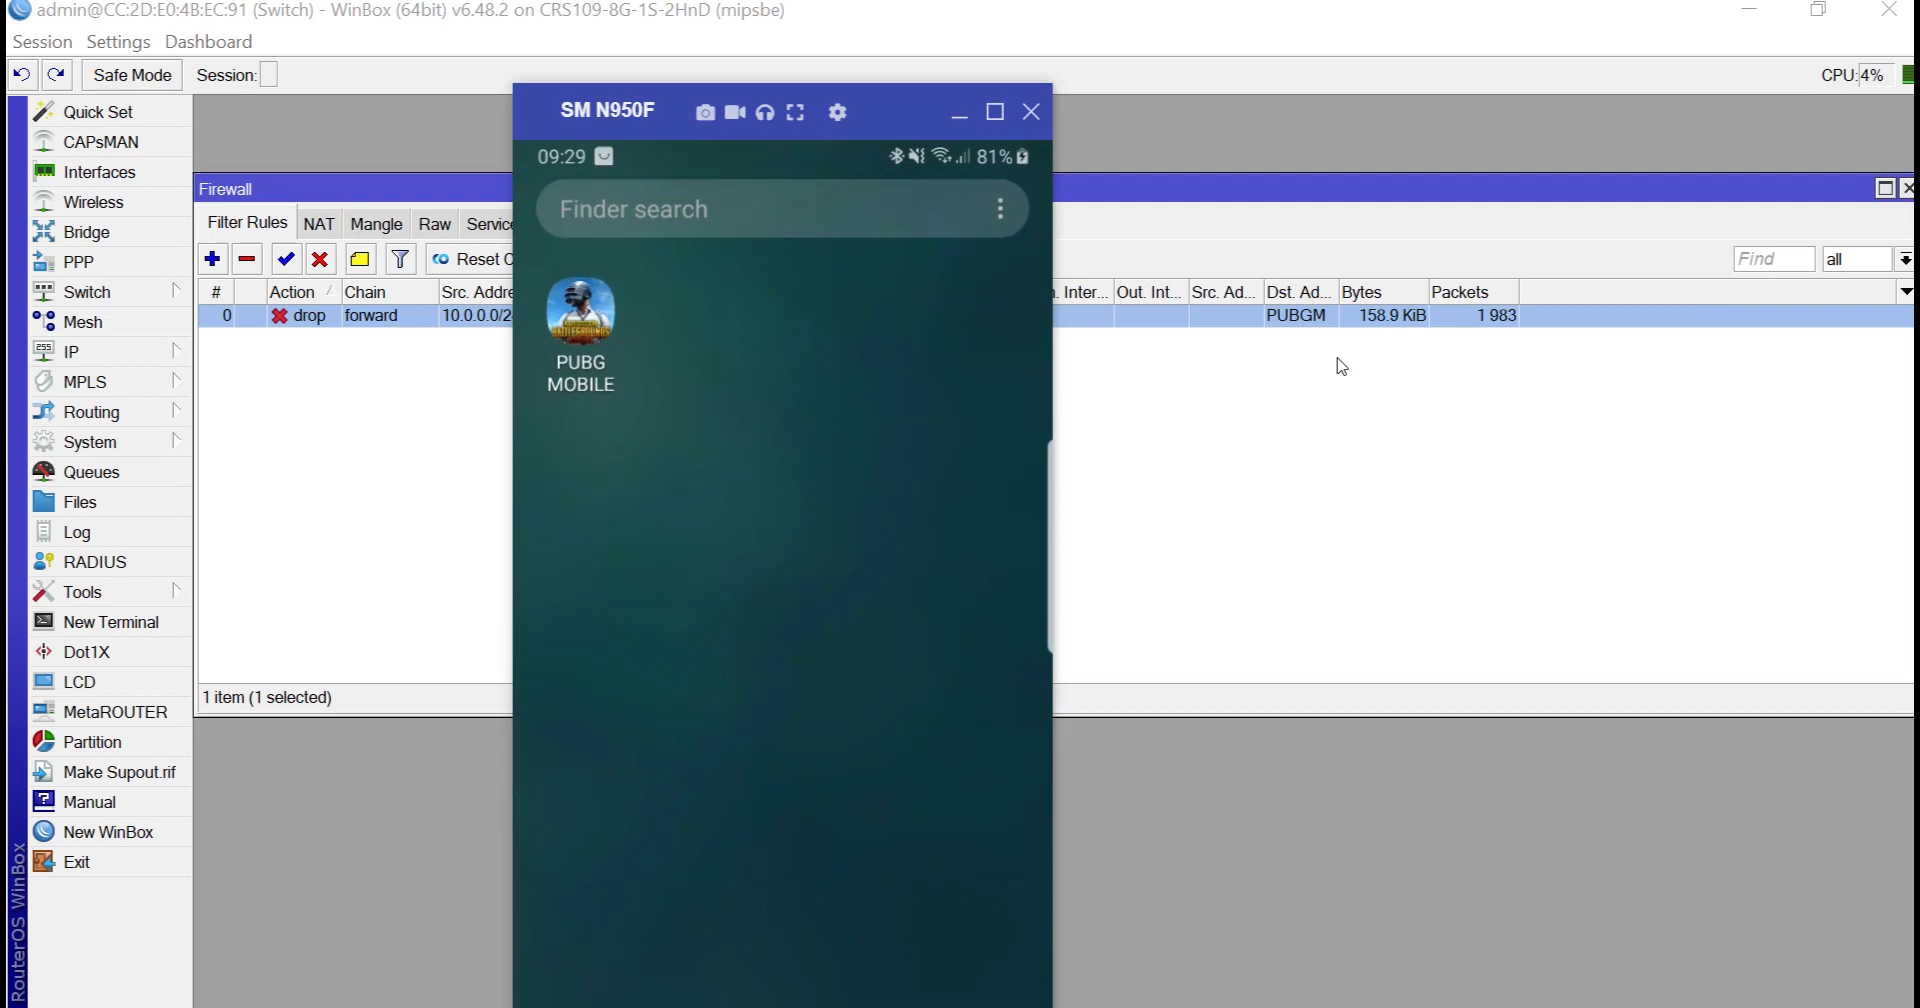 admin@CC:2D:E0:4B:EC:91 (Switch) - WinBox (64bit) v6.48.2 on CRS109-8G-1S-2HnD (mipsbe)
Session Settings Dashboard
Safe Mode Session: CPU: 4%
SM N950F
09:29 81%
Finder search
PUBG
MOBILE
Quick Set
CAPsMAN
Interfaces
Wireless
Bridge
PPP
Switch
Mesh
255 IP
MPLS
Routing
System
Queues
Files
Log
RADIUS
Tools
New Terminal
Dot1X
LCD
MetaROUTER
Partition
Make Supout.rif
Manual
New WinBox
Exit
RouterOS WinBox
Firewall
Filter Rules NAT Mangle Raw Service
Reset C Find all
# Action Chain Src. Addre . Inter... Out. Int... Src. Ad... Dst. Ad... Bytes Packets
0 drop forward 10.0.0.0/2 PUBGM 158.9 KiB 1 983
1 item (1 selected)